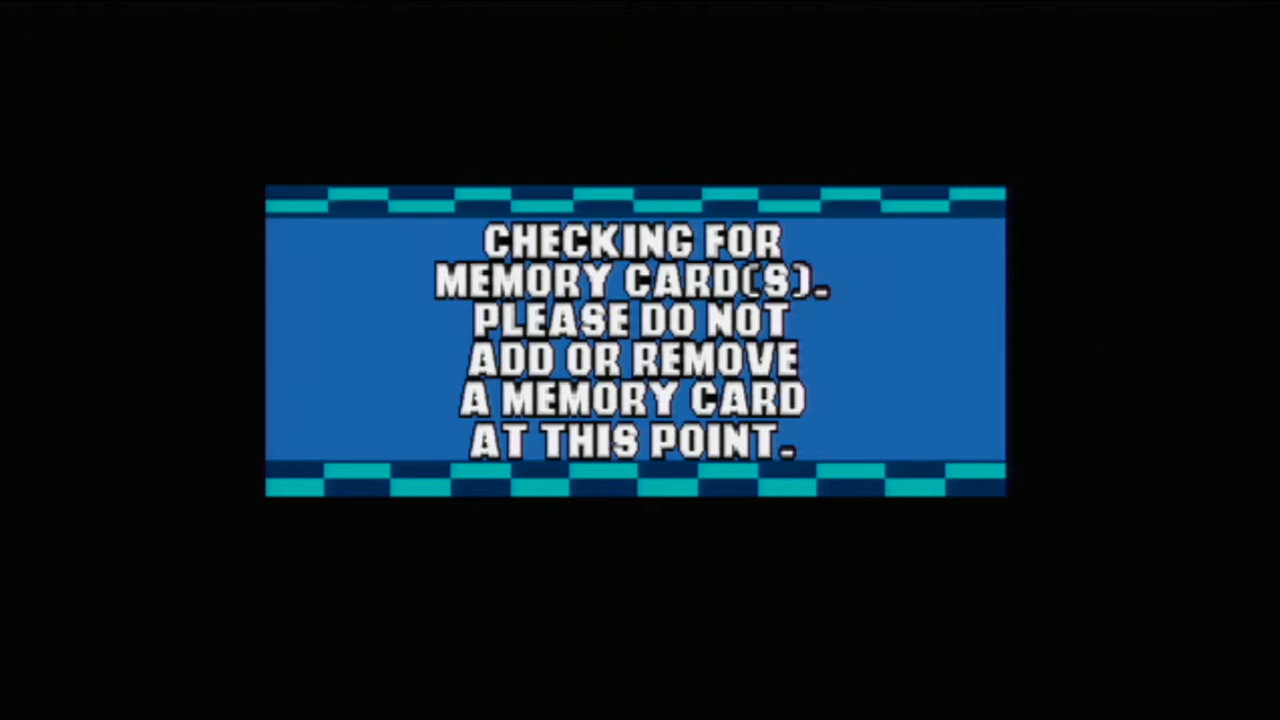 CHECKING FOR
MEMORY CARD(S).
PLEASE DO NOT
ADD OR REMOVE
A MEMORY CARD
AT THIS POINT.